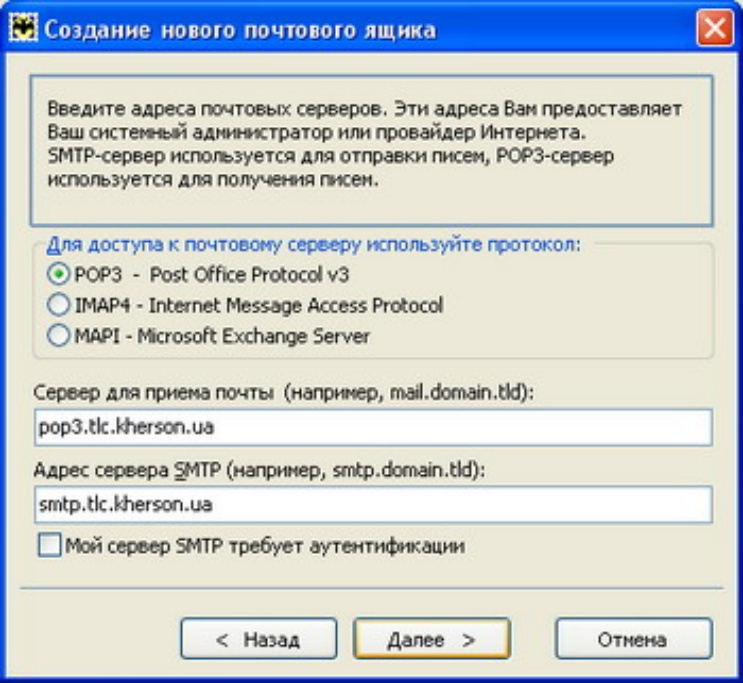 Создание нового почтового ящика
Введите адреса почтовых серверов. Эти адреса Вам предоставляет
Ваш системный администратор или провайдер Интернета.
SMTP-сервер используется для отправки писем, POP3-сервер
используется для получения писем.
Для доступа к почтовому серверу используйте протокол:
POP3 - Post Office Protocol v3
IMAP4 - Internet Message Access Protocol
MAPI - Microsoft Exchange Server
Сервер для приема почты (например, mail.domain.tld):
pop3.tlc.kherson.ua
Адрес сервера SMTP (например, smtp.domain.tld):
smtp.tlc.kherson.ua
Мой сервер SMTP требует аутентификации
< Назад Далее > Отмена